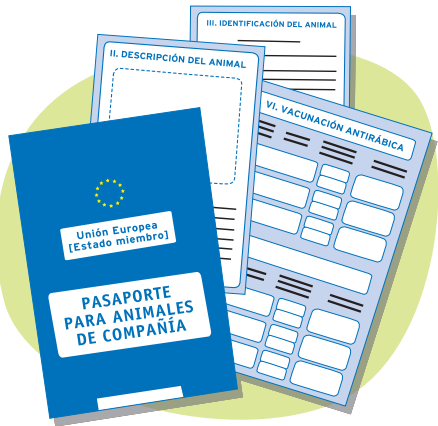 III. IDENTIFICACIÓN DEL ANIMAL
II. DESCRIPCIÓN DEL ANIMAL
VI. VACUNACIÓN ANTIRÁBICA
Unión Europea
[Estado miembro]
PASAPORTE
PARA ANIMALES
DE COMPAÑÍA